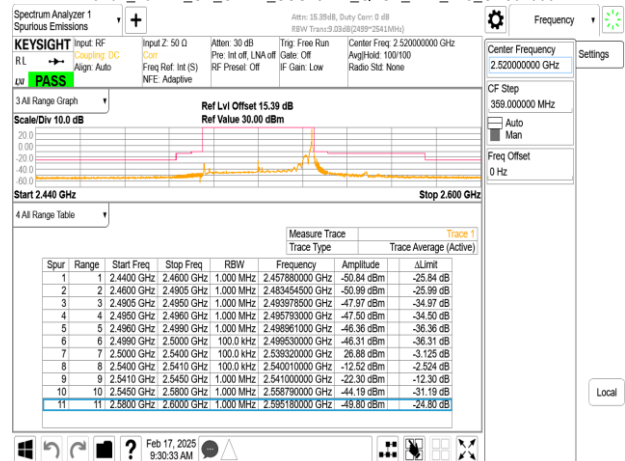 Spectrum Analyzer 1
Spurious Emissions
Attn: 15.39dB, Duty Corr: 0 dB
RBW Trans:9.03dB(2499~2541MHz)
Frequency
KEYSIGHT
Input: RF
Coupling: DC
Align: Auto
Input Z: 50 Ω
Corr
Freq Ref: Int (S)
NFE: Adaptive
Atten: 30 dB
Pre: Int off, LNA off
RF Preset: Off
Trig: Free Run
Gate: Off
IF Gain: Low
Center Freq: 2.520000000 GHz
Avg|Hold: 100/100
Radio Std: None
RL
LXI
PASS
Center Frequency
2.520000000 GHz
Settings
CF Step
359.000000 MHz
Auto
Man
Freq Offset
0 Hz
3 All Range Graph
Scale/Div 10.0 dB
Ref Lvl Offset 15.39 dB
Ref Value 30.00 dBm
20.0
0.00
-20.0
-40.0
-60.0
Start 2.440 GHz
Stop 2.600 GHz
4 All Range Table
Measure Trace Trace 1
Trace Type Trace Average (Active)
Spur Range Start Freq Stop Freq RBW Frequency Amplitude ΔLimit
1 1 2.4400 GHz 2.4600 GHz 1.000 MHz 2.457880000 GHz -50.84 dBm -25.84 dB
2 2 2.4600 GHz 2.4905 GHz 1.000 MHz 2.483454500 GHz -50.99 dBm -25.99 dB
3 3 2.4905 GHz 2.4950 GHz 1.000 MHz 2.493978500 GHz -47.97 dBm -34.97 dB
4 4 2.4950 GHz 2.4960 GHz 1.000 MHz 2.495793000 GHz -47.50 dBm -34.50 dB
5 5 2.4960 GHz 2.4990 GHz 1.000 MHz 2.498961000 GHz -46.36 dBm -36.36 dB
6 6 2.4990 GHz 2.5000 GHz 100.0 kHz 2.499530000 GHz -46.31 dBm -36.31 dB
7 7 2.5000 GHz 2.5400 GHz 100.0 kHz 2.539320000 GHz 26.88 dBm -3.125 dB
8 8 2.5400 GHz 2.5410 GHz 100.0 kHz 2.540010000 GHz -12.52 dBm -2.524 dB
9 9 2.5410 GHz 2.5450 GHz 1.000 MHz 2.541000000 GHz -22.30 dBm -12.30 dB
10 10 2.5450 GHz 2.5800 GHz 1.000 MHz 2.558790000 GHz -44.19 dBm -31.19 dB
11 11 2.5800 GHz 2.6000 GHz 1.000 MHz 2.595180000 GHz -49.80 dBm -24.80 dB
Local
?
Feb 17, 2025
9:30:33 AM